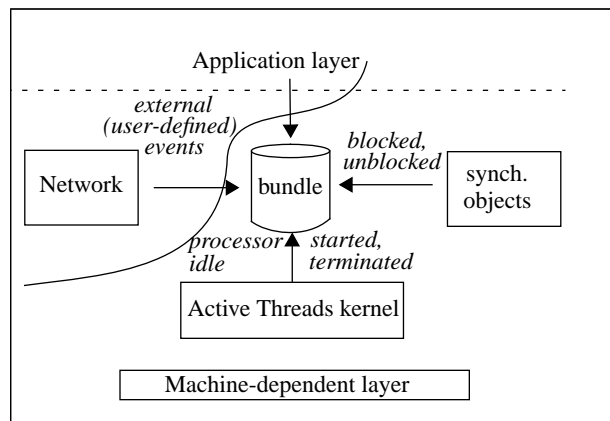 Application layer
external
(user-defined)
events
blocked,
unblocked
Network
bundle
synch.
objects
processor
idle
started,
terminated
Active Threads kernel
Machine-dependent layer